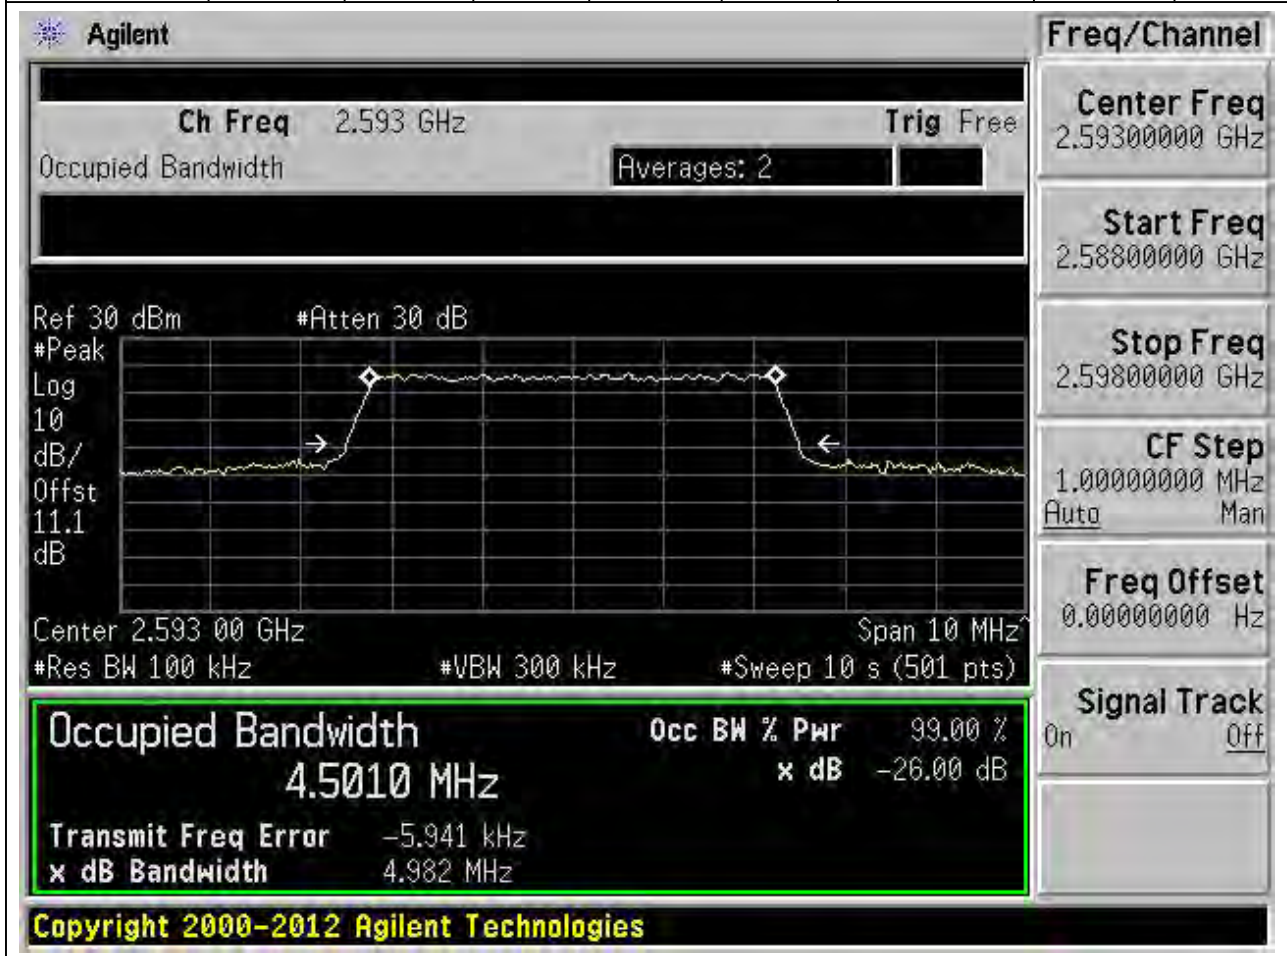 Agilent
Freq/Channel
Ch Freq 2.593 GHz Trig Free
Occupied Bandwidth Averages: 2
Center Freq
2.59300000 GHz
Start Freq
2.58800000 GHz
Stop Freq
2.59800000 GHz
CF Step
1.00000000 MHz
Auto Man
Freq Offset
0.00000000 Hz
Signal Track
On Off
Ref 30 dBm #Atten 30 dB
#Peak
Log
10
dB/
Offst
11.1
dB
Center 2.593 00 GHz Span 10 MHz^
#Res BW 100 kHz #VBW 300 kHz #Sweep 10 s (501 pts)
Occupied Bandwidth Occ BW % Pwr 99.00 %
4.5010 MHz x dB -26.00 dB
Transmit Freq Error -5.941 kHz
x dB Bandwidth 4.982 MHz
Copyright 2000-2012 Agilent Technologies